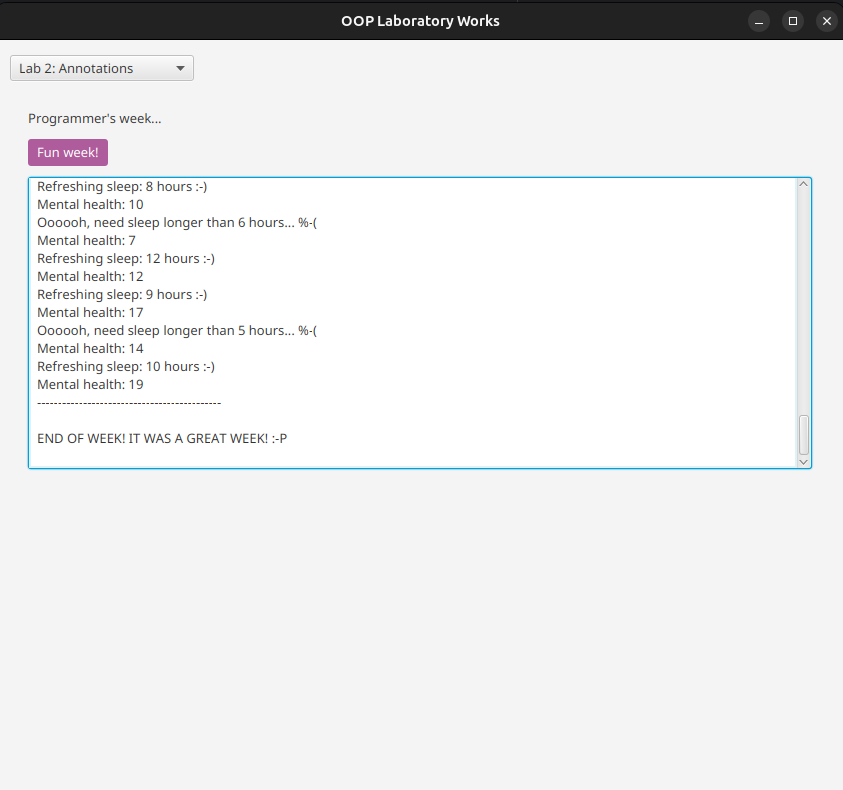 OOP Laboratory Works
Lab 2: Annotations
Programmer's week...
Fun week!
Refreshing sleep: 8 hours :-)
Mental health: 10
Oooooh, need sleep longer than 6 hours... %-(
Mental health: 7
Refreshing sleep: 12 hours :-)
Mental health: 12
Refreshing sleep: 9 hours :-)
Mental health: 17
Oooooh, need sleep longer than 5 hours... %-(
Mental health: 14
Refreshing sleep: 10 hours :-)
Mental health: 19
--------------------------------------------
END OF WEEK! IT WAS A GREAT WEEK! :-P